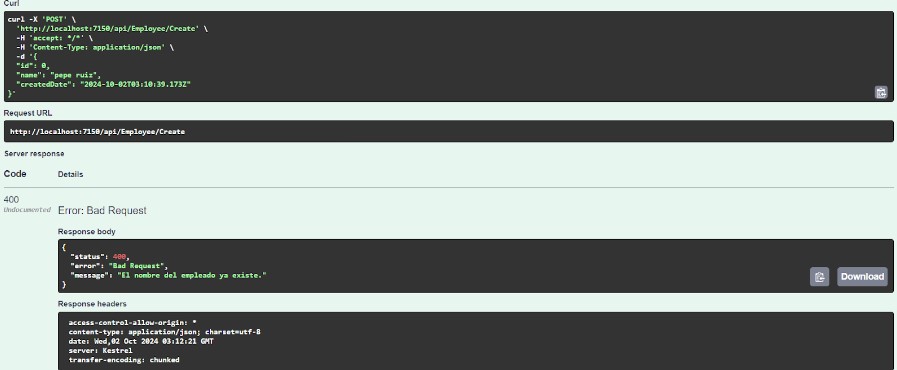 Curl
curl -X 'POST' \
'http://localhost:7150/api/Employee/Create' \
-H 'accept: */*' \
-H 'Content-Type: application/json' \
-d '{
"id": 0,
"name": "pepe ruiz",
"createdDate": "2024-10-02T03:10:39.173Z"
}'
Request URL
http://localhost:7150/api/Employee/Create
Server response
Code Details
400
Undocumented
Error: Bad Request
Response body
{
"status": 400,
"error": "Bad Request",
"message": "El nombre del empleado ya existe."
}
Download
Response headers
access-control-allow-origin: *
content-type: application/json; charset=utf-8
date: Wed,02 Oct 2024 03:12:21 GMT
server: Kestrel
transfer-encoding: chunked